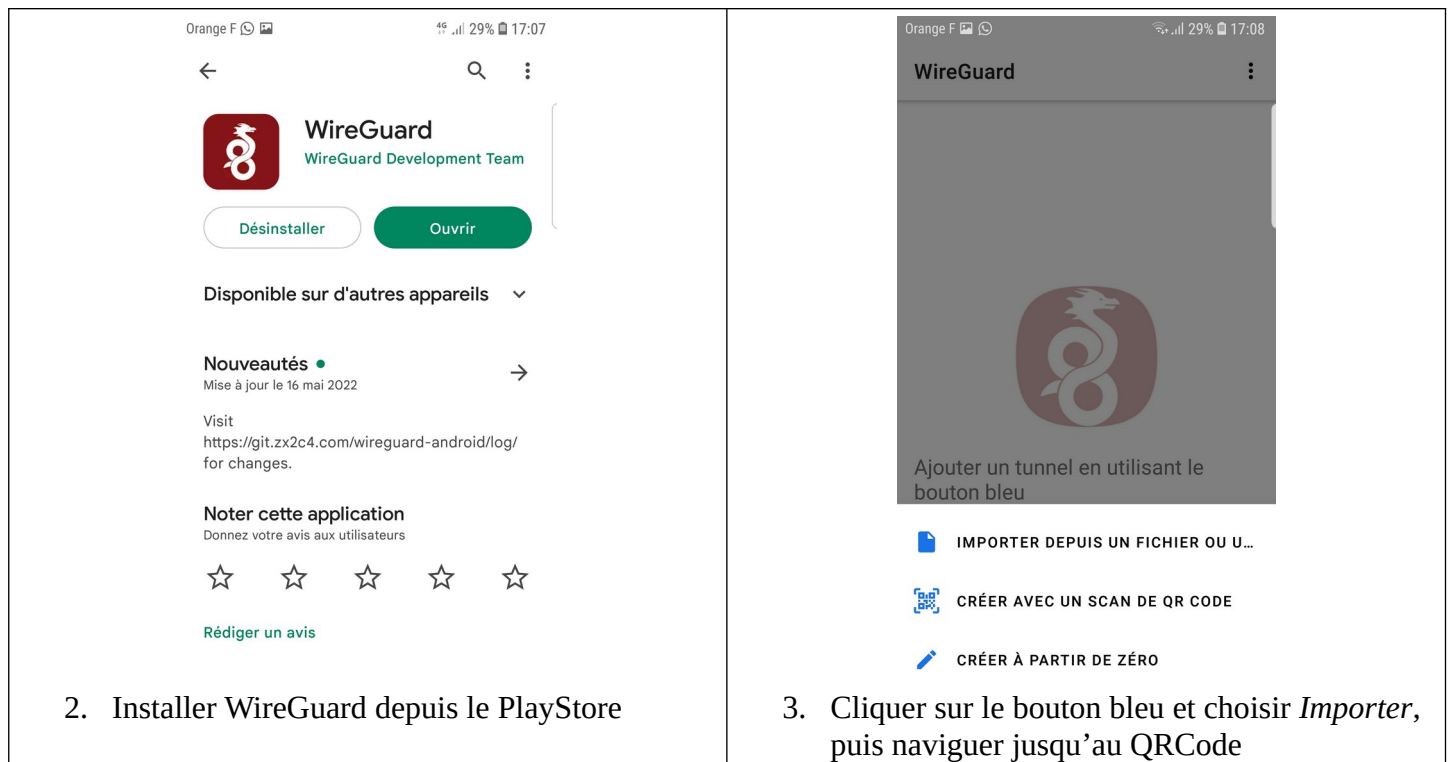 Orange F 4G 29% 17:07
WireGuard
WireGuard Development Team
Désinstaller Ouvrir
Disponible sur d'autres appareils
Nouveautés
Mise à jour le 16 mai 2022
Visit
https://git.zx2c4.com/wireguard-android/log/
for changes.
Noter cette application
Donnez votre avis aux utilisateurs
Rédiger un avis
2. Installer WireGuard depuis le PlayStore
Orange F 29% 17:08
WireGuard
Ajouter un tunnel en utilisant le
bouton bleu
IMPORTER DEPUIS UN FICHIER OU U…
CRÉER AVEC UN SCAN DE QR CODE
CRÉER À PARTIR DE ZÉRO
3. Cliquer sur le bouton bleu et choisir Importer,
puis naviguer jusqu’au QRCode